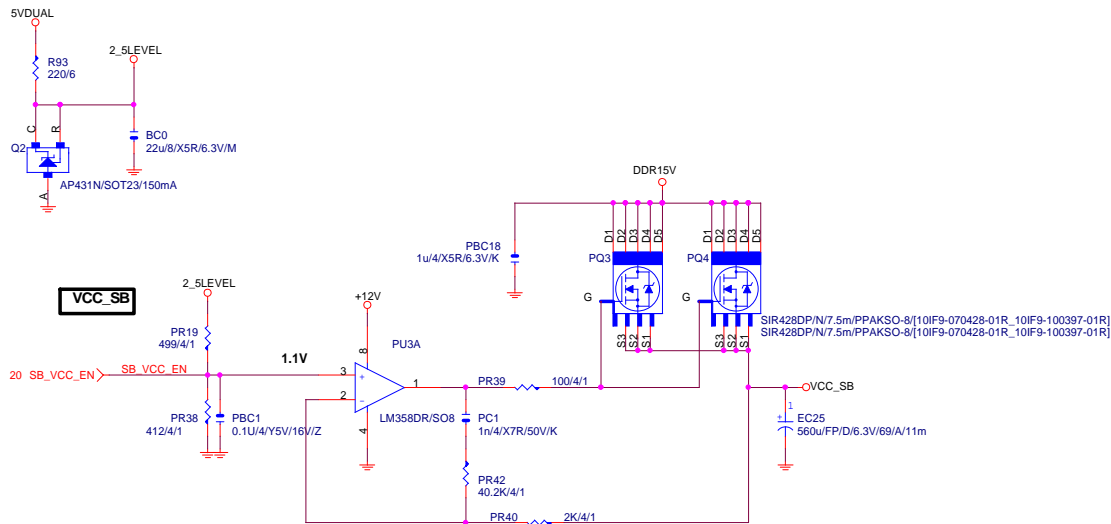 5VDUAL
R93
220/6
2_5LEVEL
C
R
Q2
A
BC0
22u/8/X5R/6.3V/M
AP431N/SOT23/150mA
DDR15V
D1
D2
D3
D4
D5
D1
D2
D3
D4
D5
PBC18
1u/4/X5R/6.3V/K
PQ3
PQ4
G
G
S3
S2
S1
S3
S2
S1
SIR428DP/N/7.5m/PPAKSO-8/[10IF9-070428-01R_10IF9-100397-01R]
SIR428DP/N/7.5m/PPAKSO-8/[10IF9-070428-01R_10IF9-100397-01R]
VCC_SB
2_5LEVEL
PR19
499/4/1
+12V
8
PU3A
1.1V
20 SB_VCC_EN
SB_VCC_EN
3
+
2
-
1
4
LM358DR/SO8
PR38
412/4/1
PBC1
0.1U/4/Y5V/16V/Z
PR39
100/4/1
PC1
1n/4/X7R/50V/K
PR42
40.2K/4/1
PR40
2K/4/1
VCC_SB
1
+
EC25
560u/FP/D/6.3V/69/A/11m